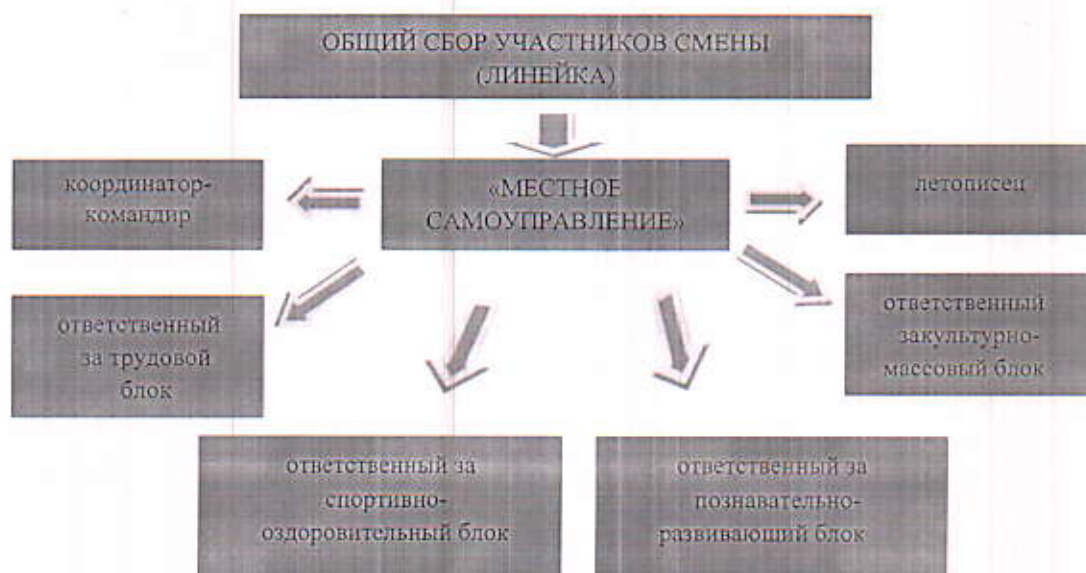 ОБЩИЙ СБОР УЧАСТНИКОВ СМЕНЫ
(ЛИНЕЙКА)
координатор-
командир
«МЕСТНОЕ
САМОУПРАВЛЕНИЕ»
летописец
ответственный
за трудовой
блок
ответственный
закультурно-
массовый блок
ответственный за
спортивно-
оздоровительный блок
ответственный за
познавательно-
развивающий блок